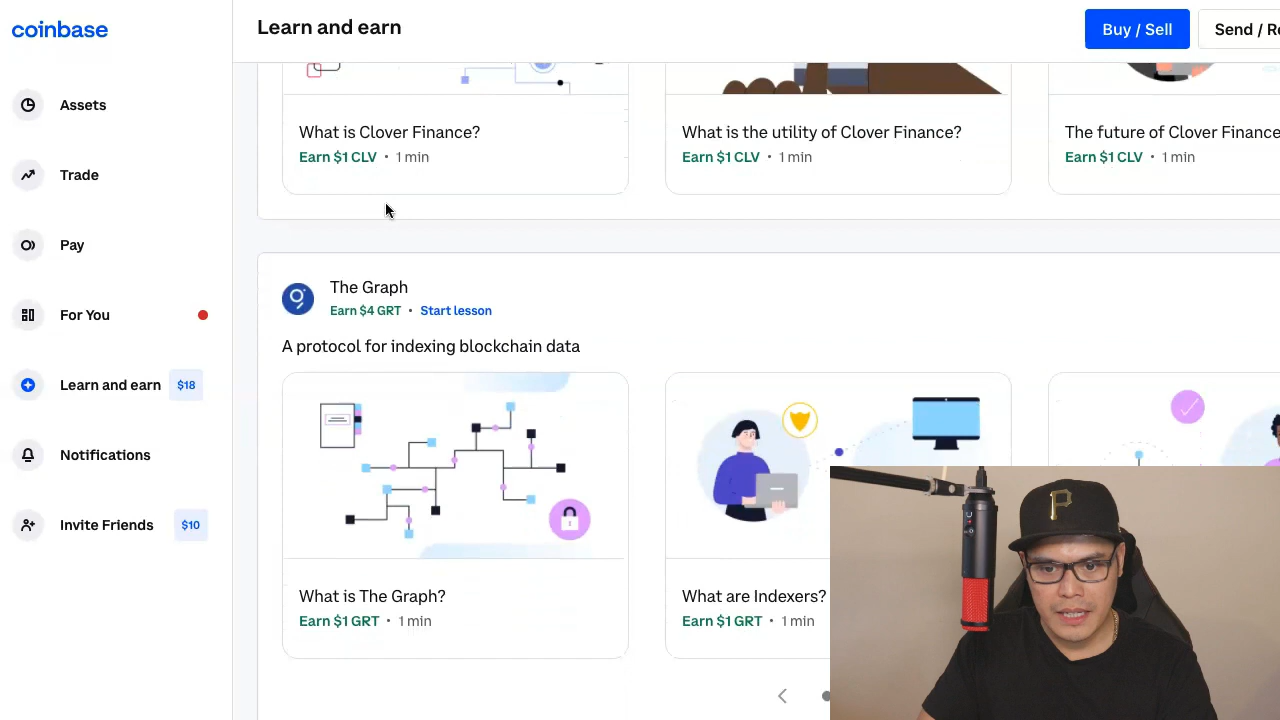 coinbase
Learn and earn
Buy / Sell
Send / Re
Assets
Trade
Pay
For You
Learn and earn $18
Notifications
Invite Friends $10
What is Clover Finance?
Earn $1 CLV • 1 min
What is the utility of Clover Finance?
Earn $1 CLV • 1 min
The future of Clover Finance
Earn $1 CLV • 1 min
The Graph
Earn $4 GRT • Start lesson
A protocol for indexing blockchain data
What is The Graph?
Earn $1 GRT • 1 min
What are Indexers?
Earn $1 GRT • 1 min
P